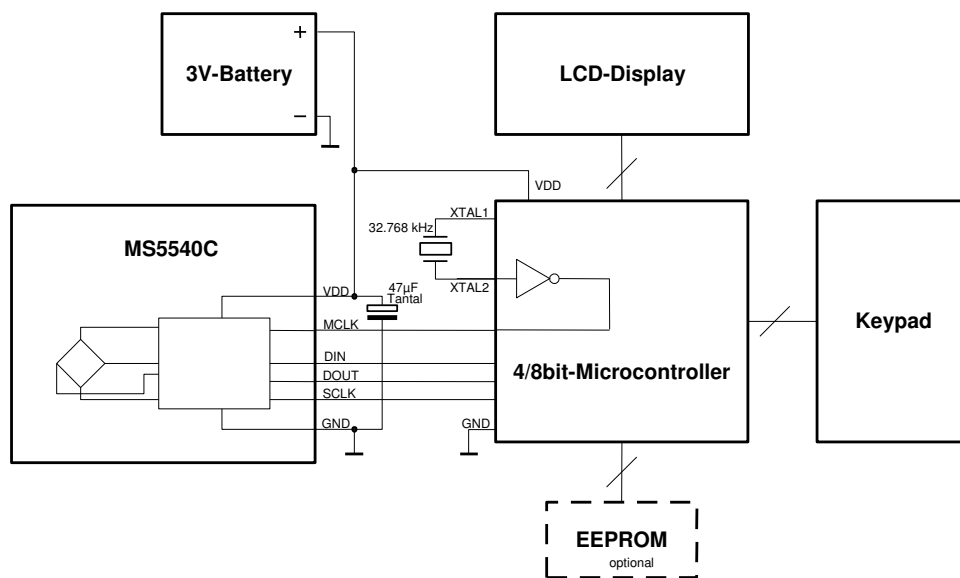 +
3V-Battery
−
LCD-Display
VDD
XTAL1
32.768 kHz
XTAL2
MS5540C
VDD
47µF
Tantal
MCLK
DIN
DOUT
SCLK
GND
GND
4/8bit-Microcontroller
Keypad
EEPROM
optional